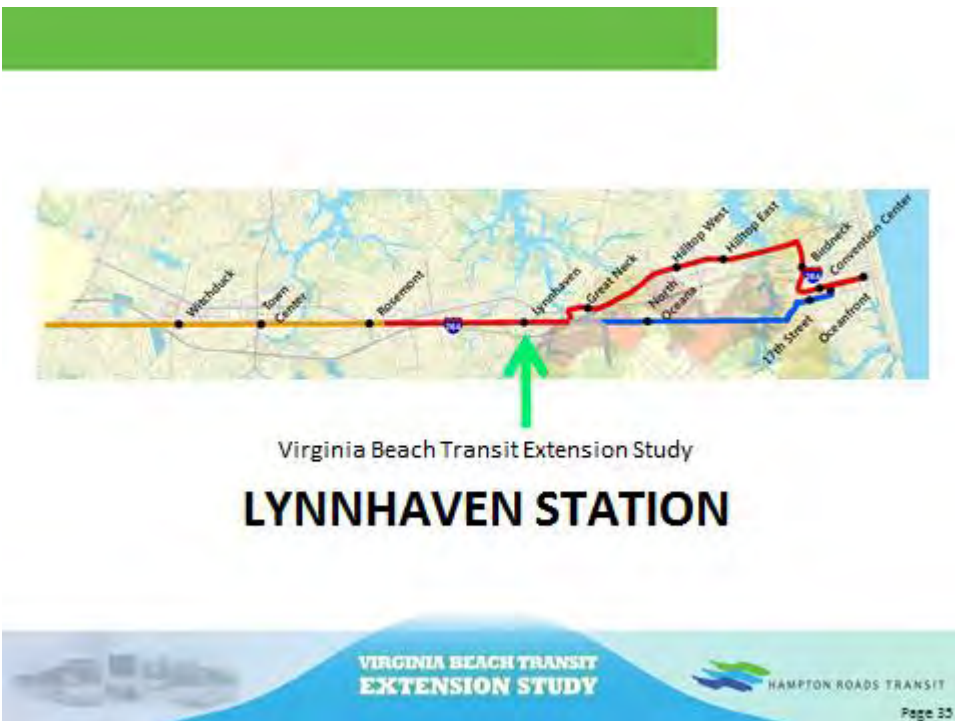 Witchduck
Town
Center
Rosemont
264
Lynnhaven
Great Neck
Hilltop West
Hilltop East
North
Oceana
Birdneck
264
Convention Center
17th Street
Oceanfront
Virginia Beach Transit Extension Study
LYNNHAVEN STATION
VIRGINIA BEACH TRANSIT
EXTENSION STUDY
HAMPTON ROADS TRANSIT
Page 35